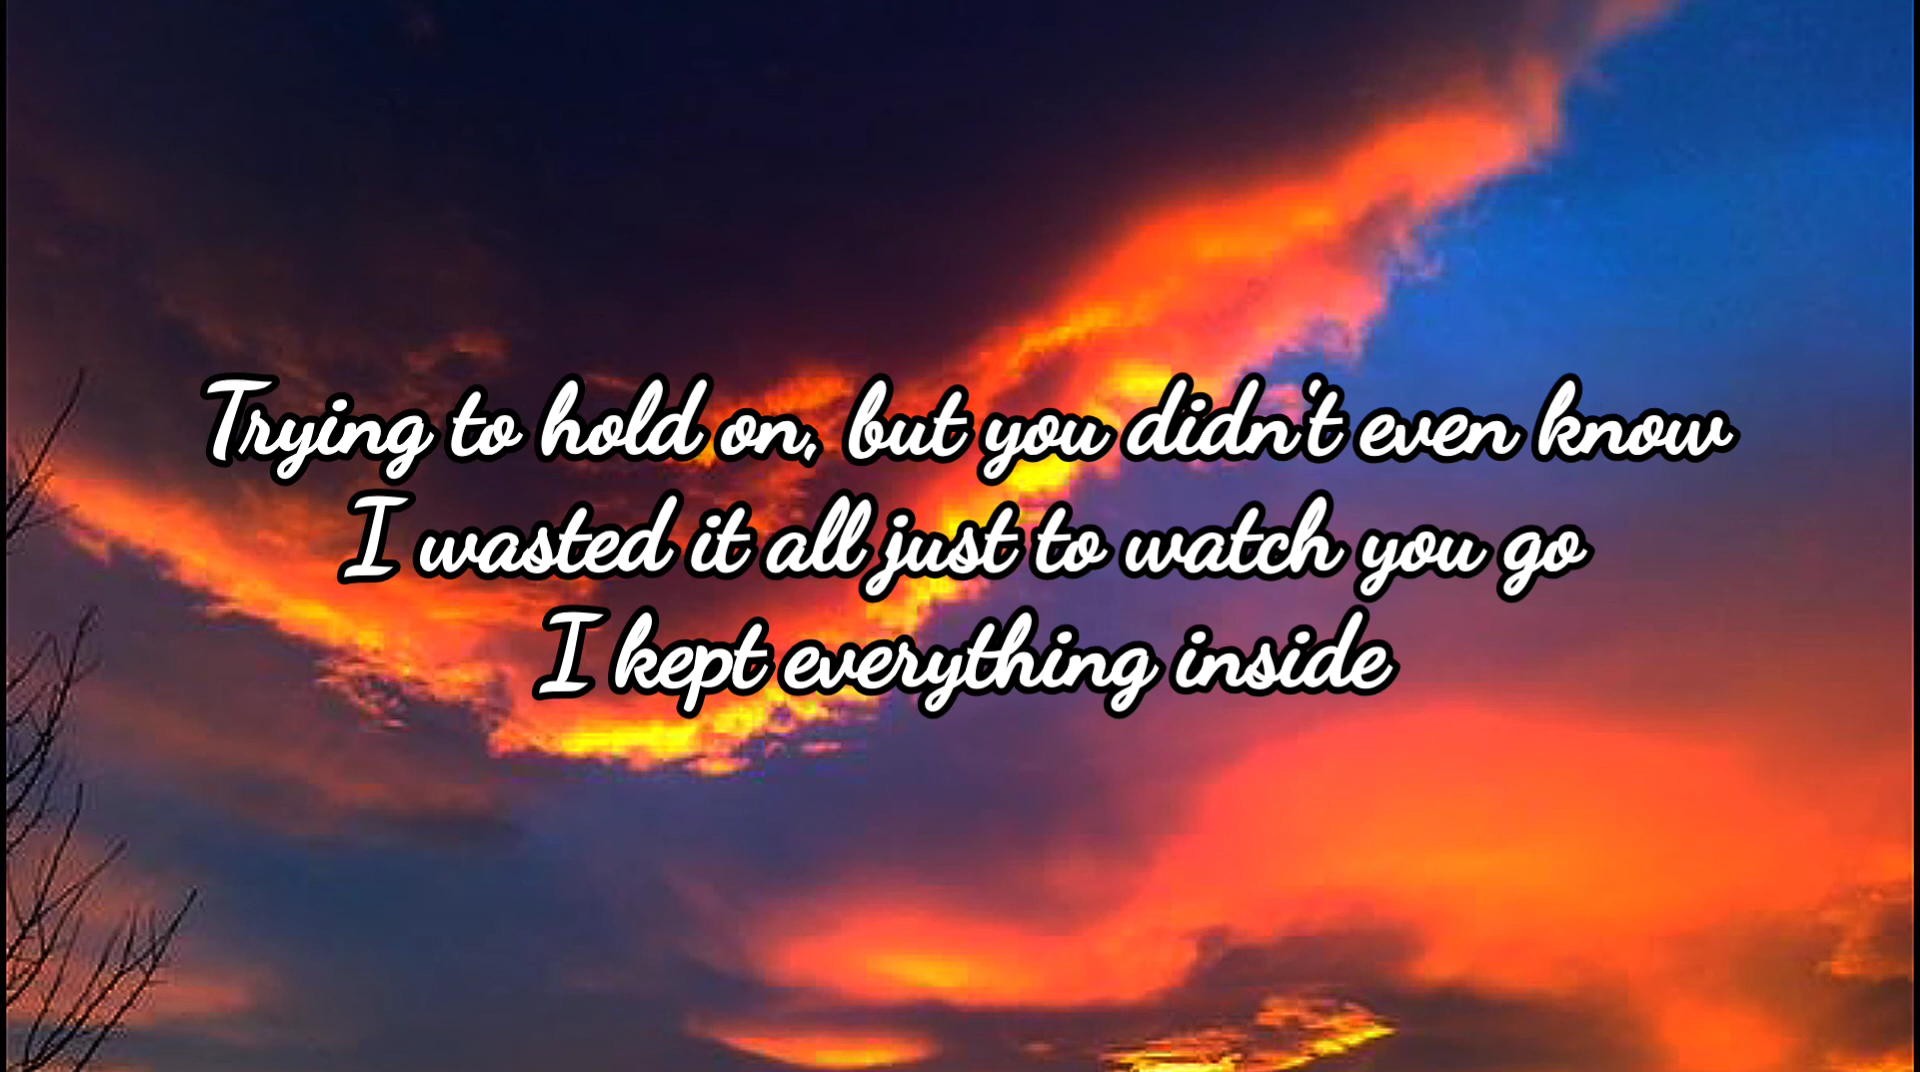 Trying to hold on, but you didn't even know
I wasted it all just to watch you go
I kept everything inside